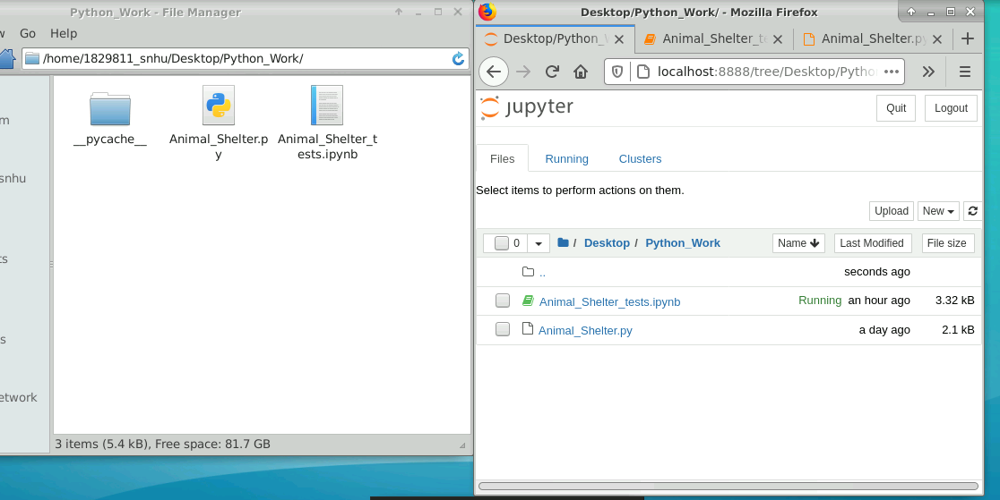 Python_Work - File Manager
w Go Help
/home/1829811_snhu/Desktop/Python_Work/
m
snhu
ts
s
etwork
__pycache__
Animal_Shelter.p
y
Animal_Shelter_t
ests.ipynb
3 items (5.4 kB), Free space: 81.7 GB
Desktop/Python_Work/ - Mozilla Firefox
Desktop/Python_W
Animal_Shelter_te
Animal_Shelter.py
localhost:8888/tree/Desktop/Pytho
jupyter
Quit Logout
Files Running Clusters
Select items to perform actions on them.
Upload New
0 / Desktop / Python_Work Name Last Modified File size
.. seconds ago
Animal_Shelter_tests.ipynb Running an hour ago 3.32 kB
Animal_Shelter.py a day ago 2.1 kB